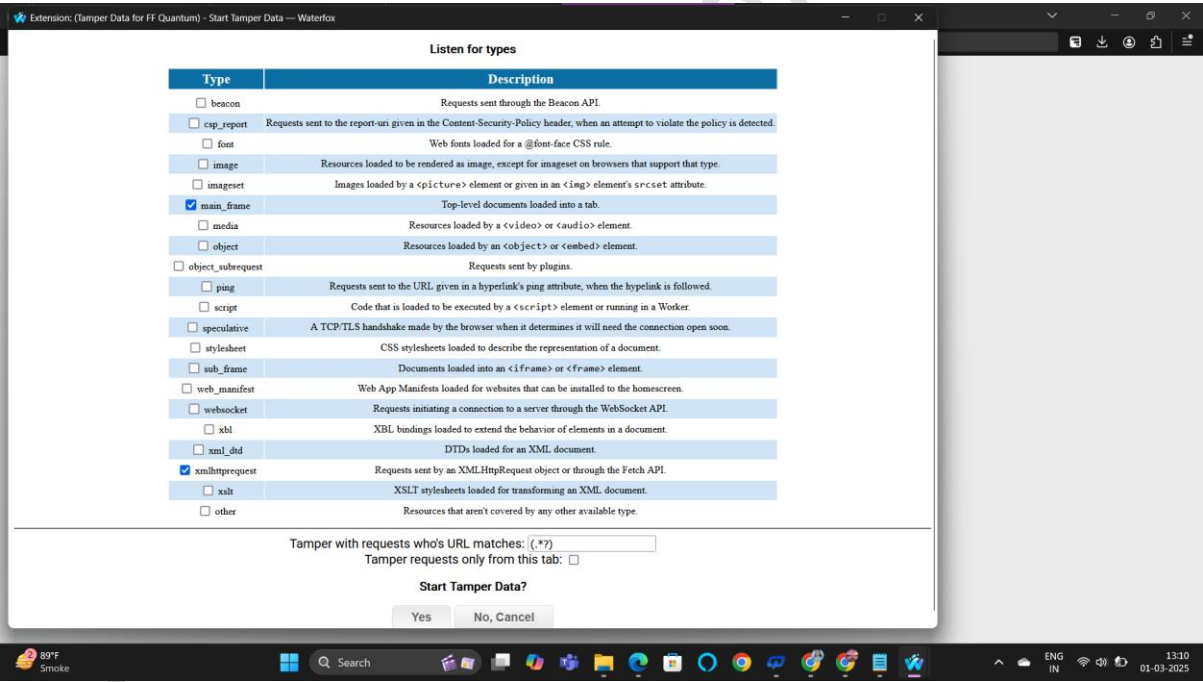 Extension: (Tamper Data for FF Quantum) - Start Tamper Data — Waterfox
Listen for types
Type Description
beacon Requests sent through the Beacon API.
csp_report Requests sent to the report-uri given in the Content-Security-Policy header, when an attempt to violate the policy is detected.
font Web fonts loaded for a @font-face CSS rule.
image Resources loaded to be rendered as image, except for imageset on browsers that support that type.
imageset Images loaded by a <picture> element or given in an <img> element's srcset attribute.
main_frame Top-level documents loaded into a tab.
media Resources loaded by a <video> or <audio> element.
object Resources loaded by an <object> or <embed> element.
object_subrequest Requests sent by plugins.
ping Requests sent to the URL given in a hyperlink's ping attribute, when the hypelink is followed.
script Code that is loaded to be executed by a <script> element or running in a Worker.
speculative A TCP/TLS handshake made by the browser when it determines it will need the connection open soon.
stylesheet CSS stylesheets loaded to describe the representation of a document.
sub_frame Documents loaded into an <iframe> or <frame> element.
web_manifest Web App Manifests loaded for websites that can be installed to the homescreen.
websocket Requests initiating a connection to a server through the WebSocket API.
xbl XBL bindings loaded to extend the behavior of elements in a document.
xml_dtd DTDs loaded for an XML document.
xmlhttprequest Requests sent by an XMLHttpRequest object or through the Fetch API.
xslt XSLT stylesheets loaded for transforming an XML document.
other Resources that aren't covered by any other available type.
Tamper with requests who's URL matches: (.*?)
Tamper requests only from this tab:
Start Tamper Data?
Yes No, Cancel
2 89°F
Smoke
Search
ENG
IN
13:10
01-03-2025